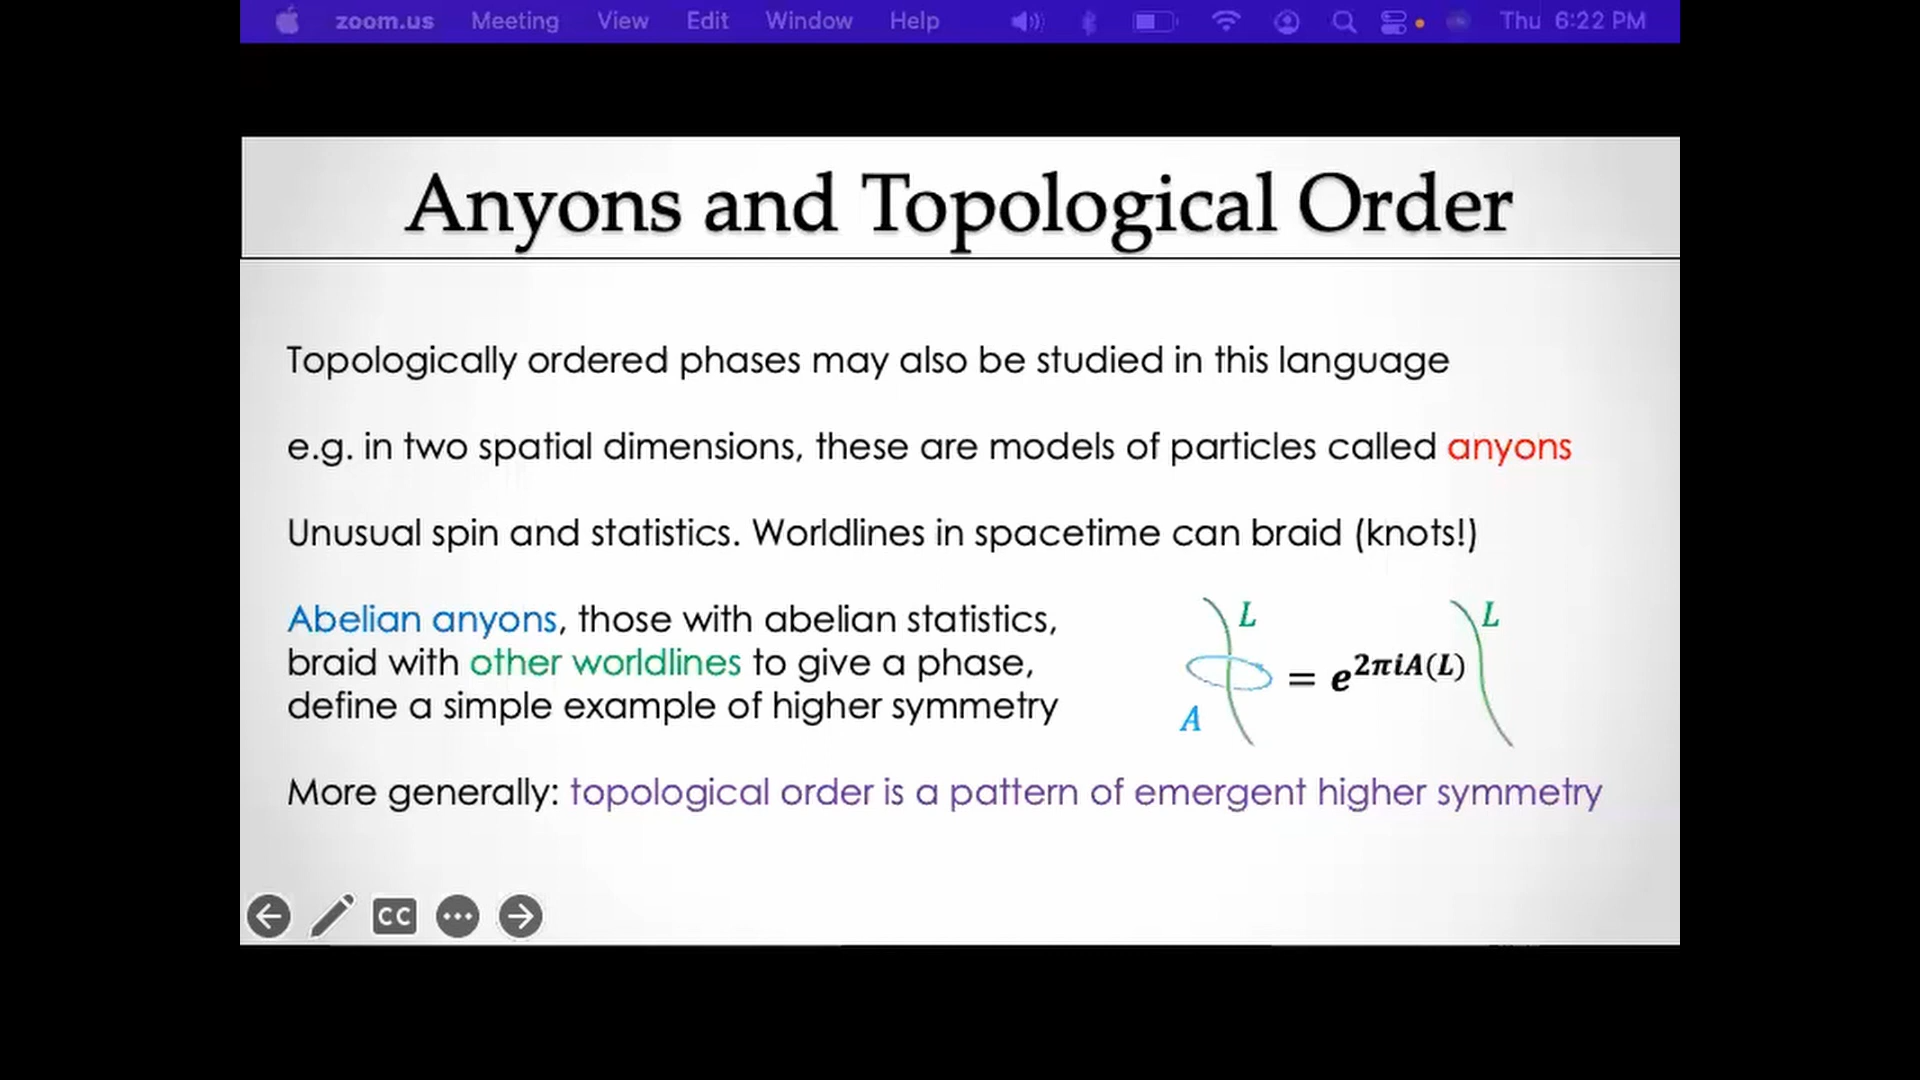 zoom.us Meeting View Edit Window Help Thu 6:22 PM
Anyons and Topological Order
Topologically ordered phases may also be studied in this language
e.g. in two spatial dimensions, these are models of particles called anyons
Unusual spin and statistics. Worldlines in spacetime can braid (knots!)
Abelian anyons, those with abelian statistics,
braid with other worldlines to give a phase,
define a simple example of higher symmetry
L L
= e^{2πiA(L)}
A
More generally: topological order is a pattern of emergent higher symmetry
CC